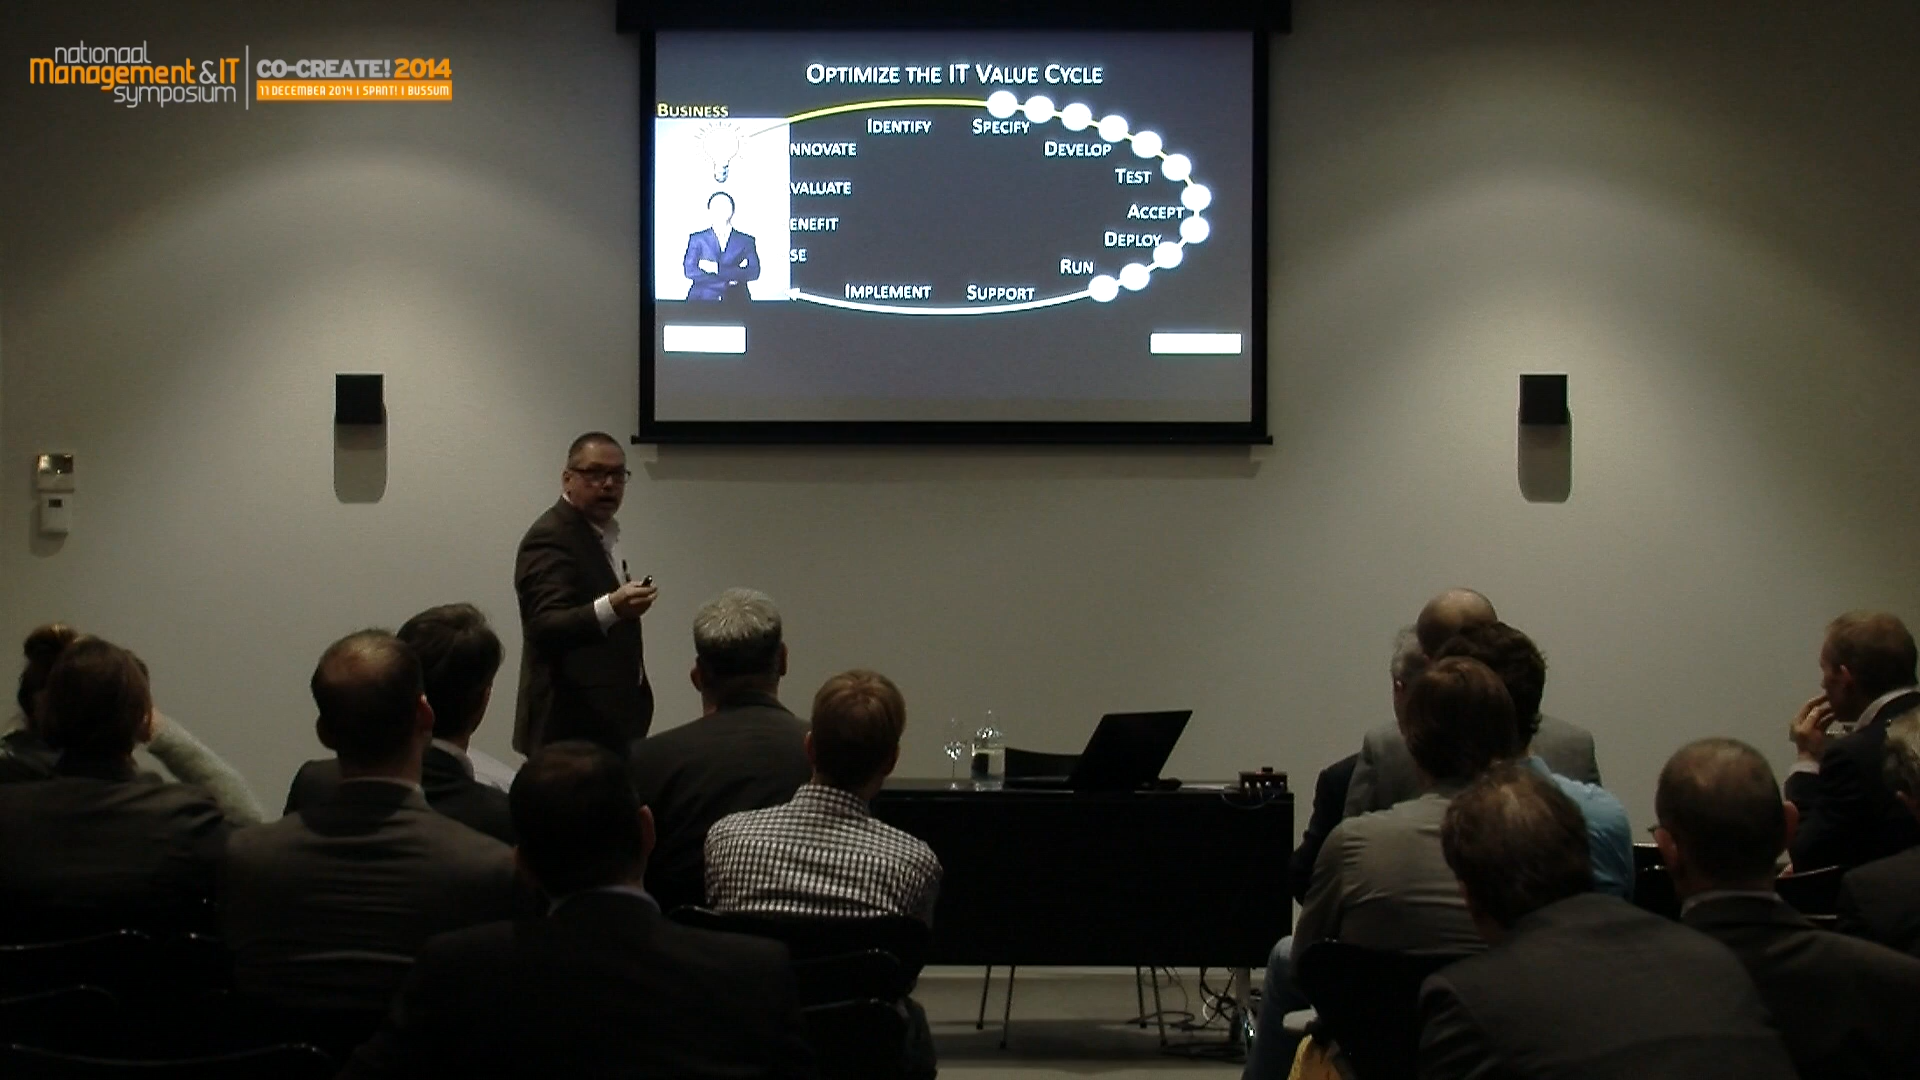 nationaal
Management & IT
symposium
CO-CREATE! 2014
11 DECEMBER 2014 | SPANT! | BUSSUM
OPTIMIZE THE IT VALUE CYCLE
BUSINESS
IDENTIFY
SPECIFY
NNOVATE
DEVELOP
TEST
VALUATE
ACCEPT
ENEFIT
DEPLOY
SE
RUN
IMPLEMENT
SUPPORT